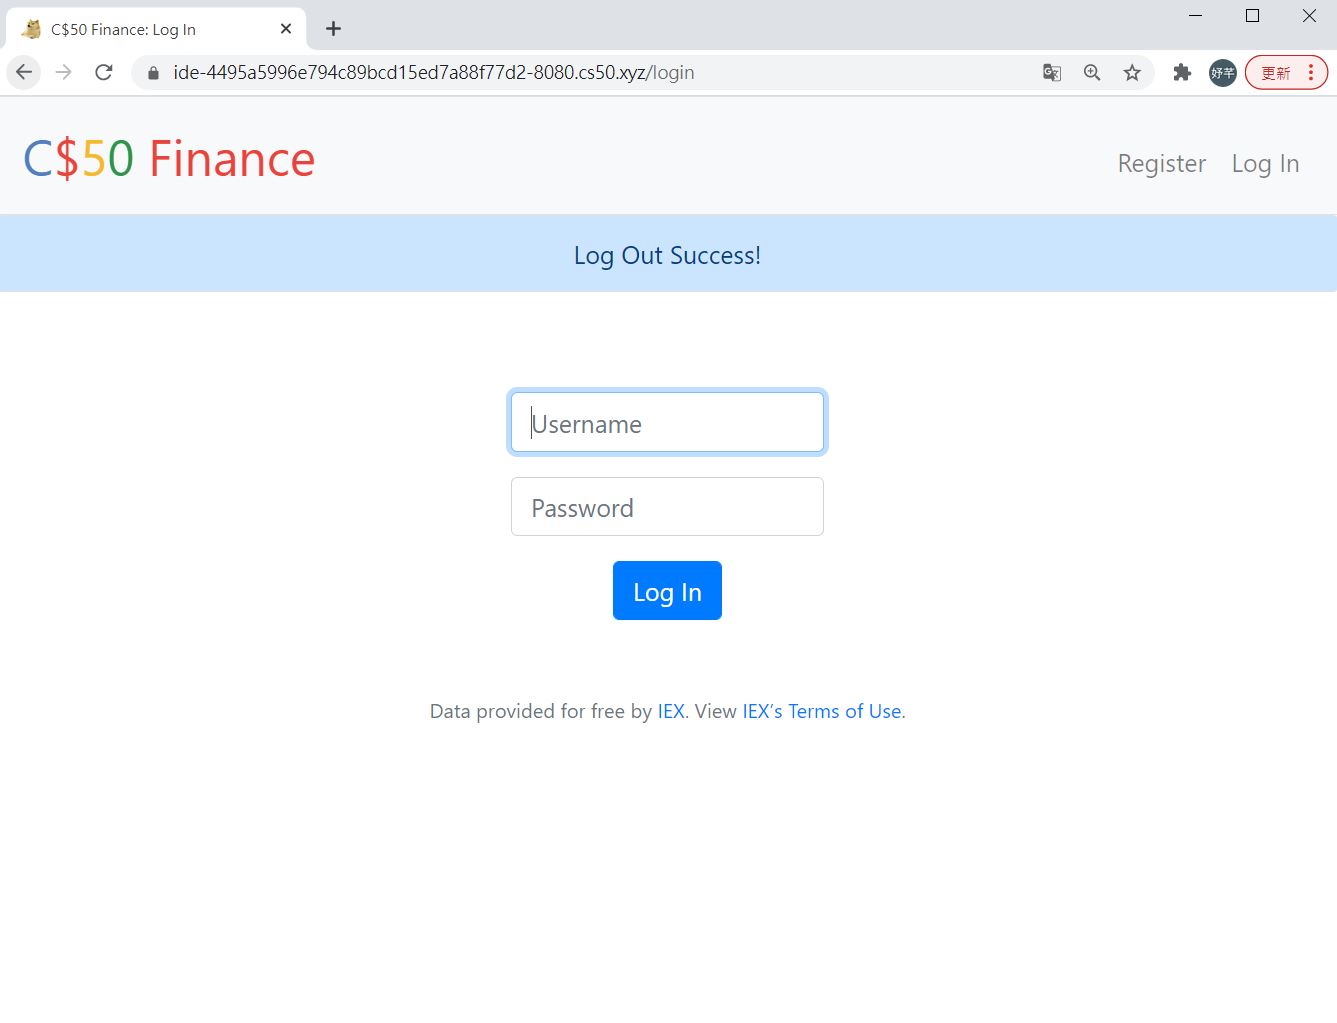 C$50 Finance: Log In
ide-4495a5996e794c89bcd15ed7a88f77d2-8080.cs50.xyz/login
妤芊
更新
C$50 Finance
Register
Log In
Log Out Success!
Username
Password
Log In
Data provided for free by IEX. View IEX's Terms of Use.